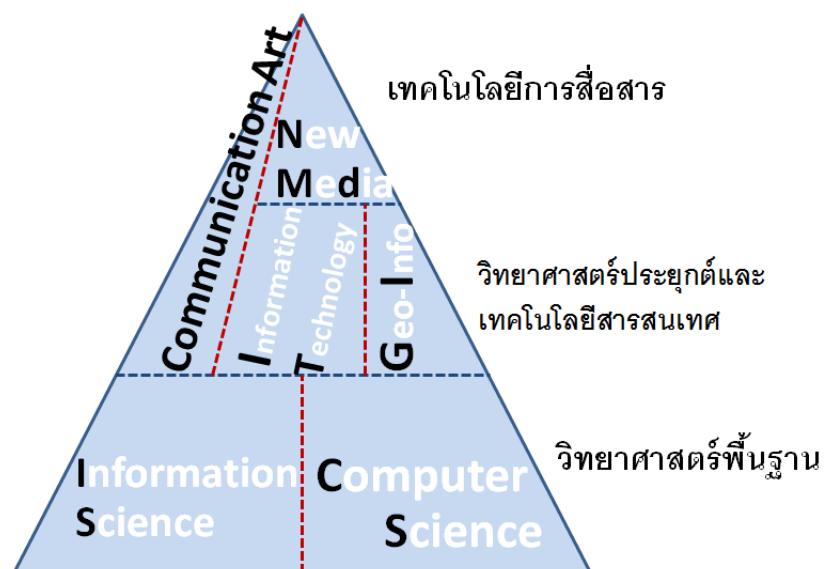 Communication Art
เทคโนโลยีการสื่อสาร
New
Media
Information
Technology
Geo-Info
วิทยาศาสตร์ประยุกต์และ
เทคโนโลยีสารสนเทศ
Information
Science
Computer
Science
วิทยาศาสตร์พื้นฐาน